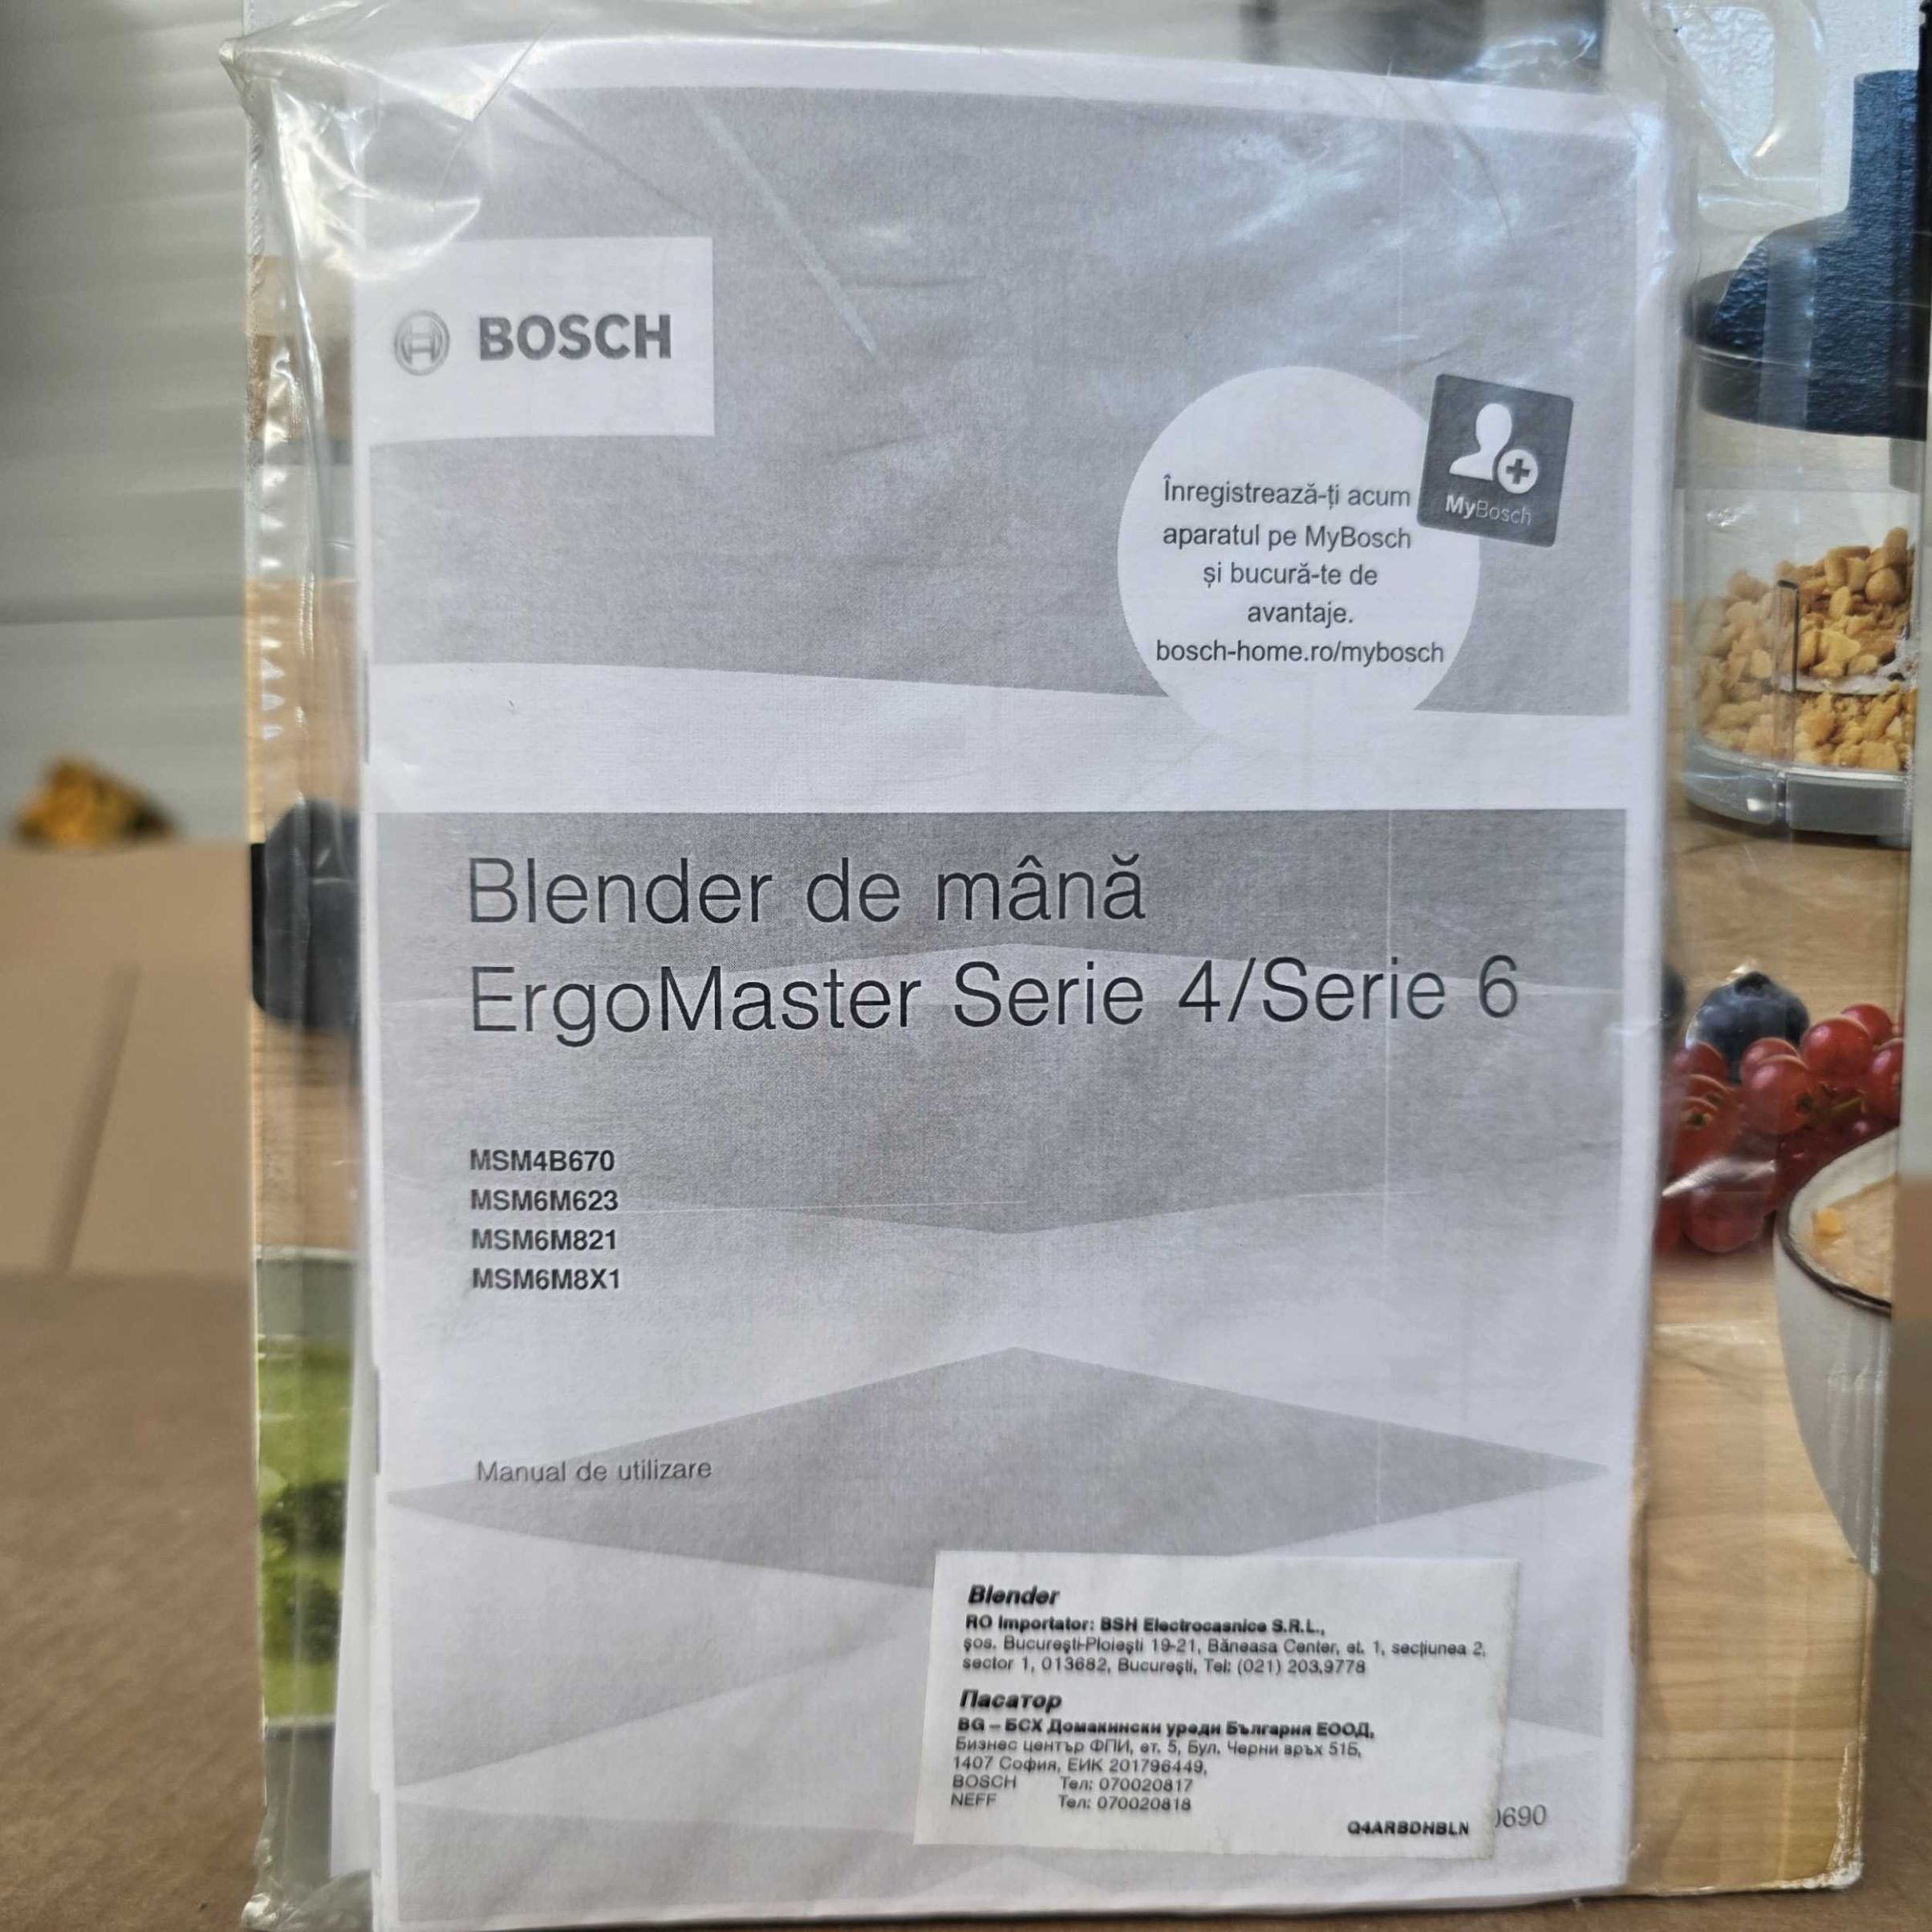 BOSCH
Înregistrează-ți acum
aparatul pe MyBosch
și bucură-te de
avantaje.
bosch-home.ro/mybosch
MyBosch
Blender de mână
ErgoMaster Serie 4/Serie 6
MSM4B670
MSM6M623
MSM6M821
MSM6M8X1
Manual de utilizare
Blender
RO Importator: BSH Electrocasnice S.R.L.,
șos. București-Ploiești 19-21, Băneasa Center, et. 1, secțiunea 2,
sector 1, 013682, București, Tel: (021) 203.9778
Пасатор
BG – БСХ Домакински уреди България ЕООД,
Бизнес център ФПИ, ет. 5, Бул. Черни връх 51Б,
1407 София, ЕИК 201796449,
BOSCH Тел: 070020817
NEFF Тел: 070020818
Q4ARBDHBLN
0690